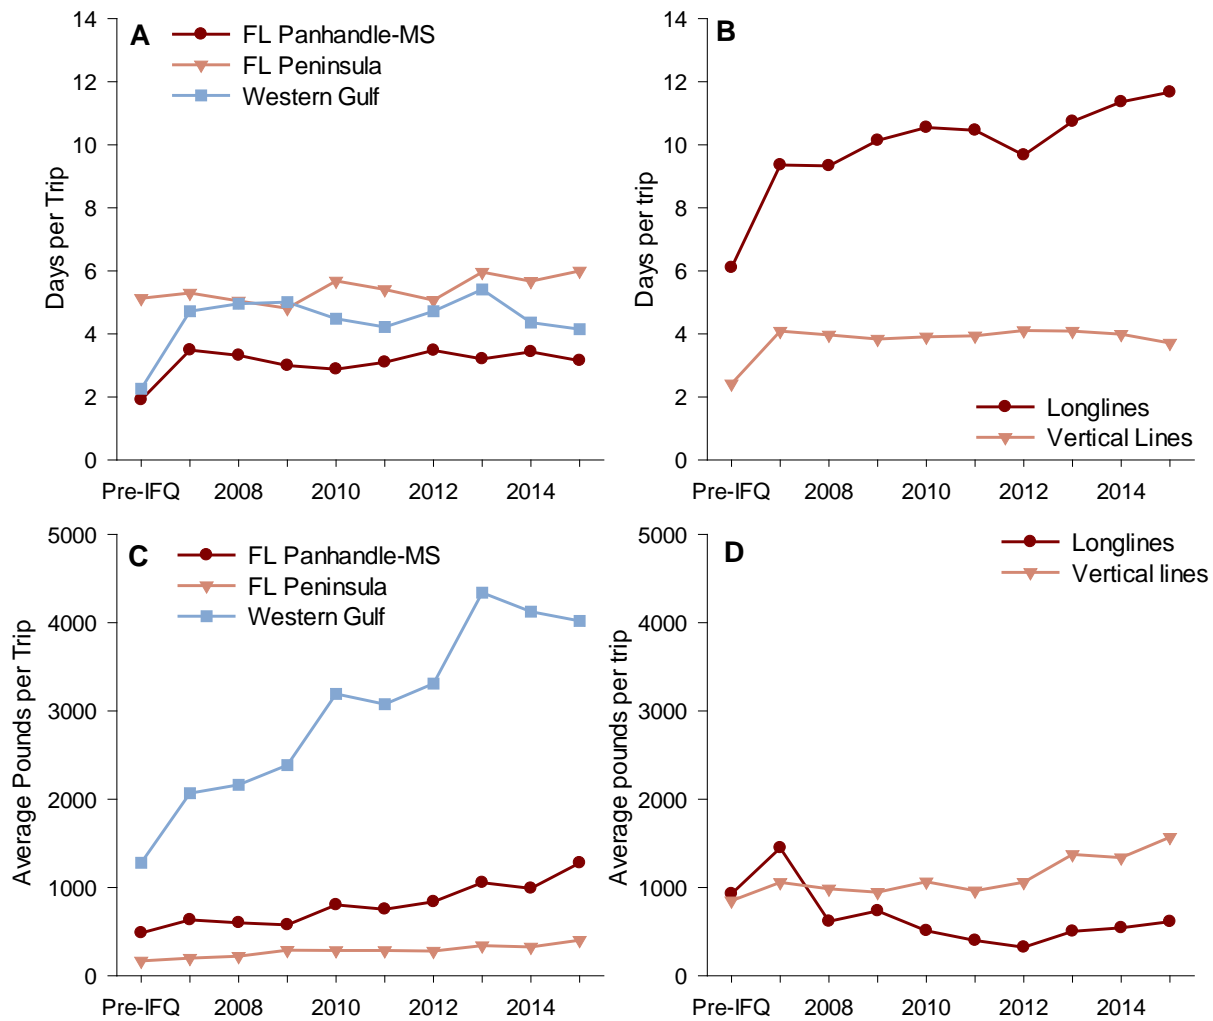 A
FL Panhandle-MS
FL Peninsula
Western Gulf
Days per Trip
14
12
10
8
6
4
2
0
Pre-IFQ 2008 2010 2012 2014
B
Days per trip
14
12
10
8
6
4
2
0
Longlines
Vertical Lines
Pre-IFQ 2008 2010 2012 2014
C
FL Panhandle-MS
FL Peninsula
Western Gulf
Average Pounds per Trip
5000
4000
3000
2000
1000
0
Pre-IFQ 2008 2010 2012 2014
D
Longlines
Vertical lines
Average pounds per trip
5000
4000
3000
2000
1000
0
Pre-IFQ 2008 2010 2012 2014